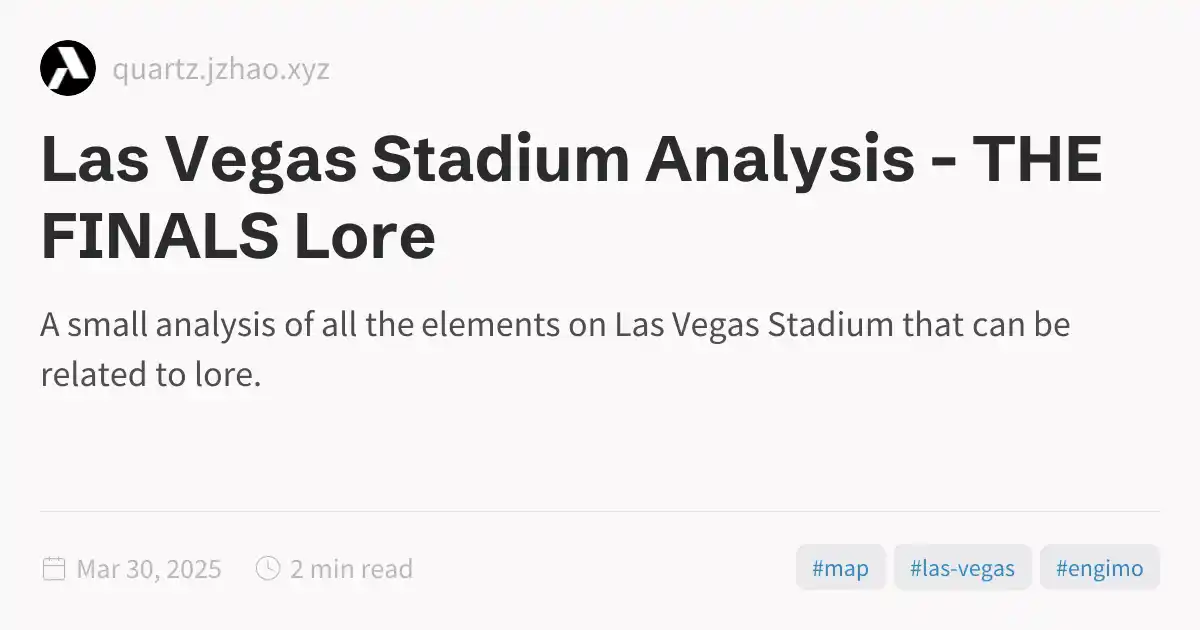 quartz.jzhao.xyz
Las Vegas Stadium Analysis - THE
FINALS Lore
A small analysis of all the elements on Las Vegas Stadium that can be
related to lore.
Mar 30, 2025
2 min read
#map
#las-vegas
#engimo